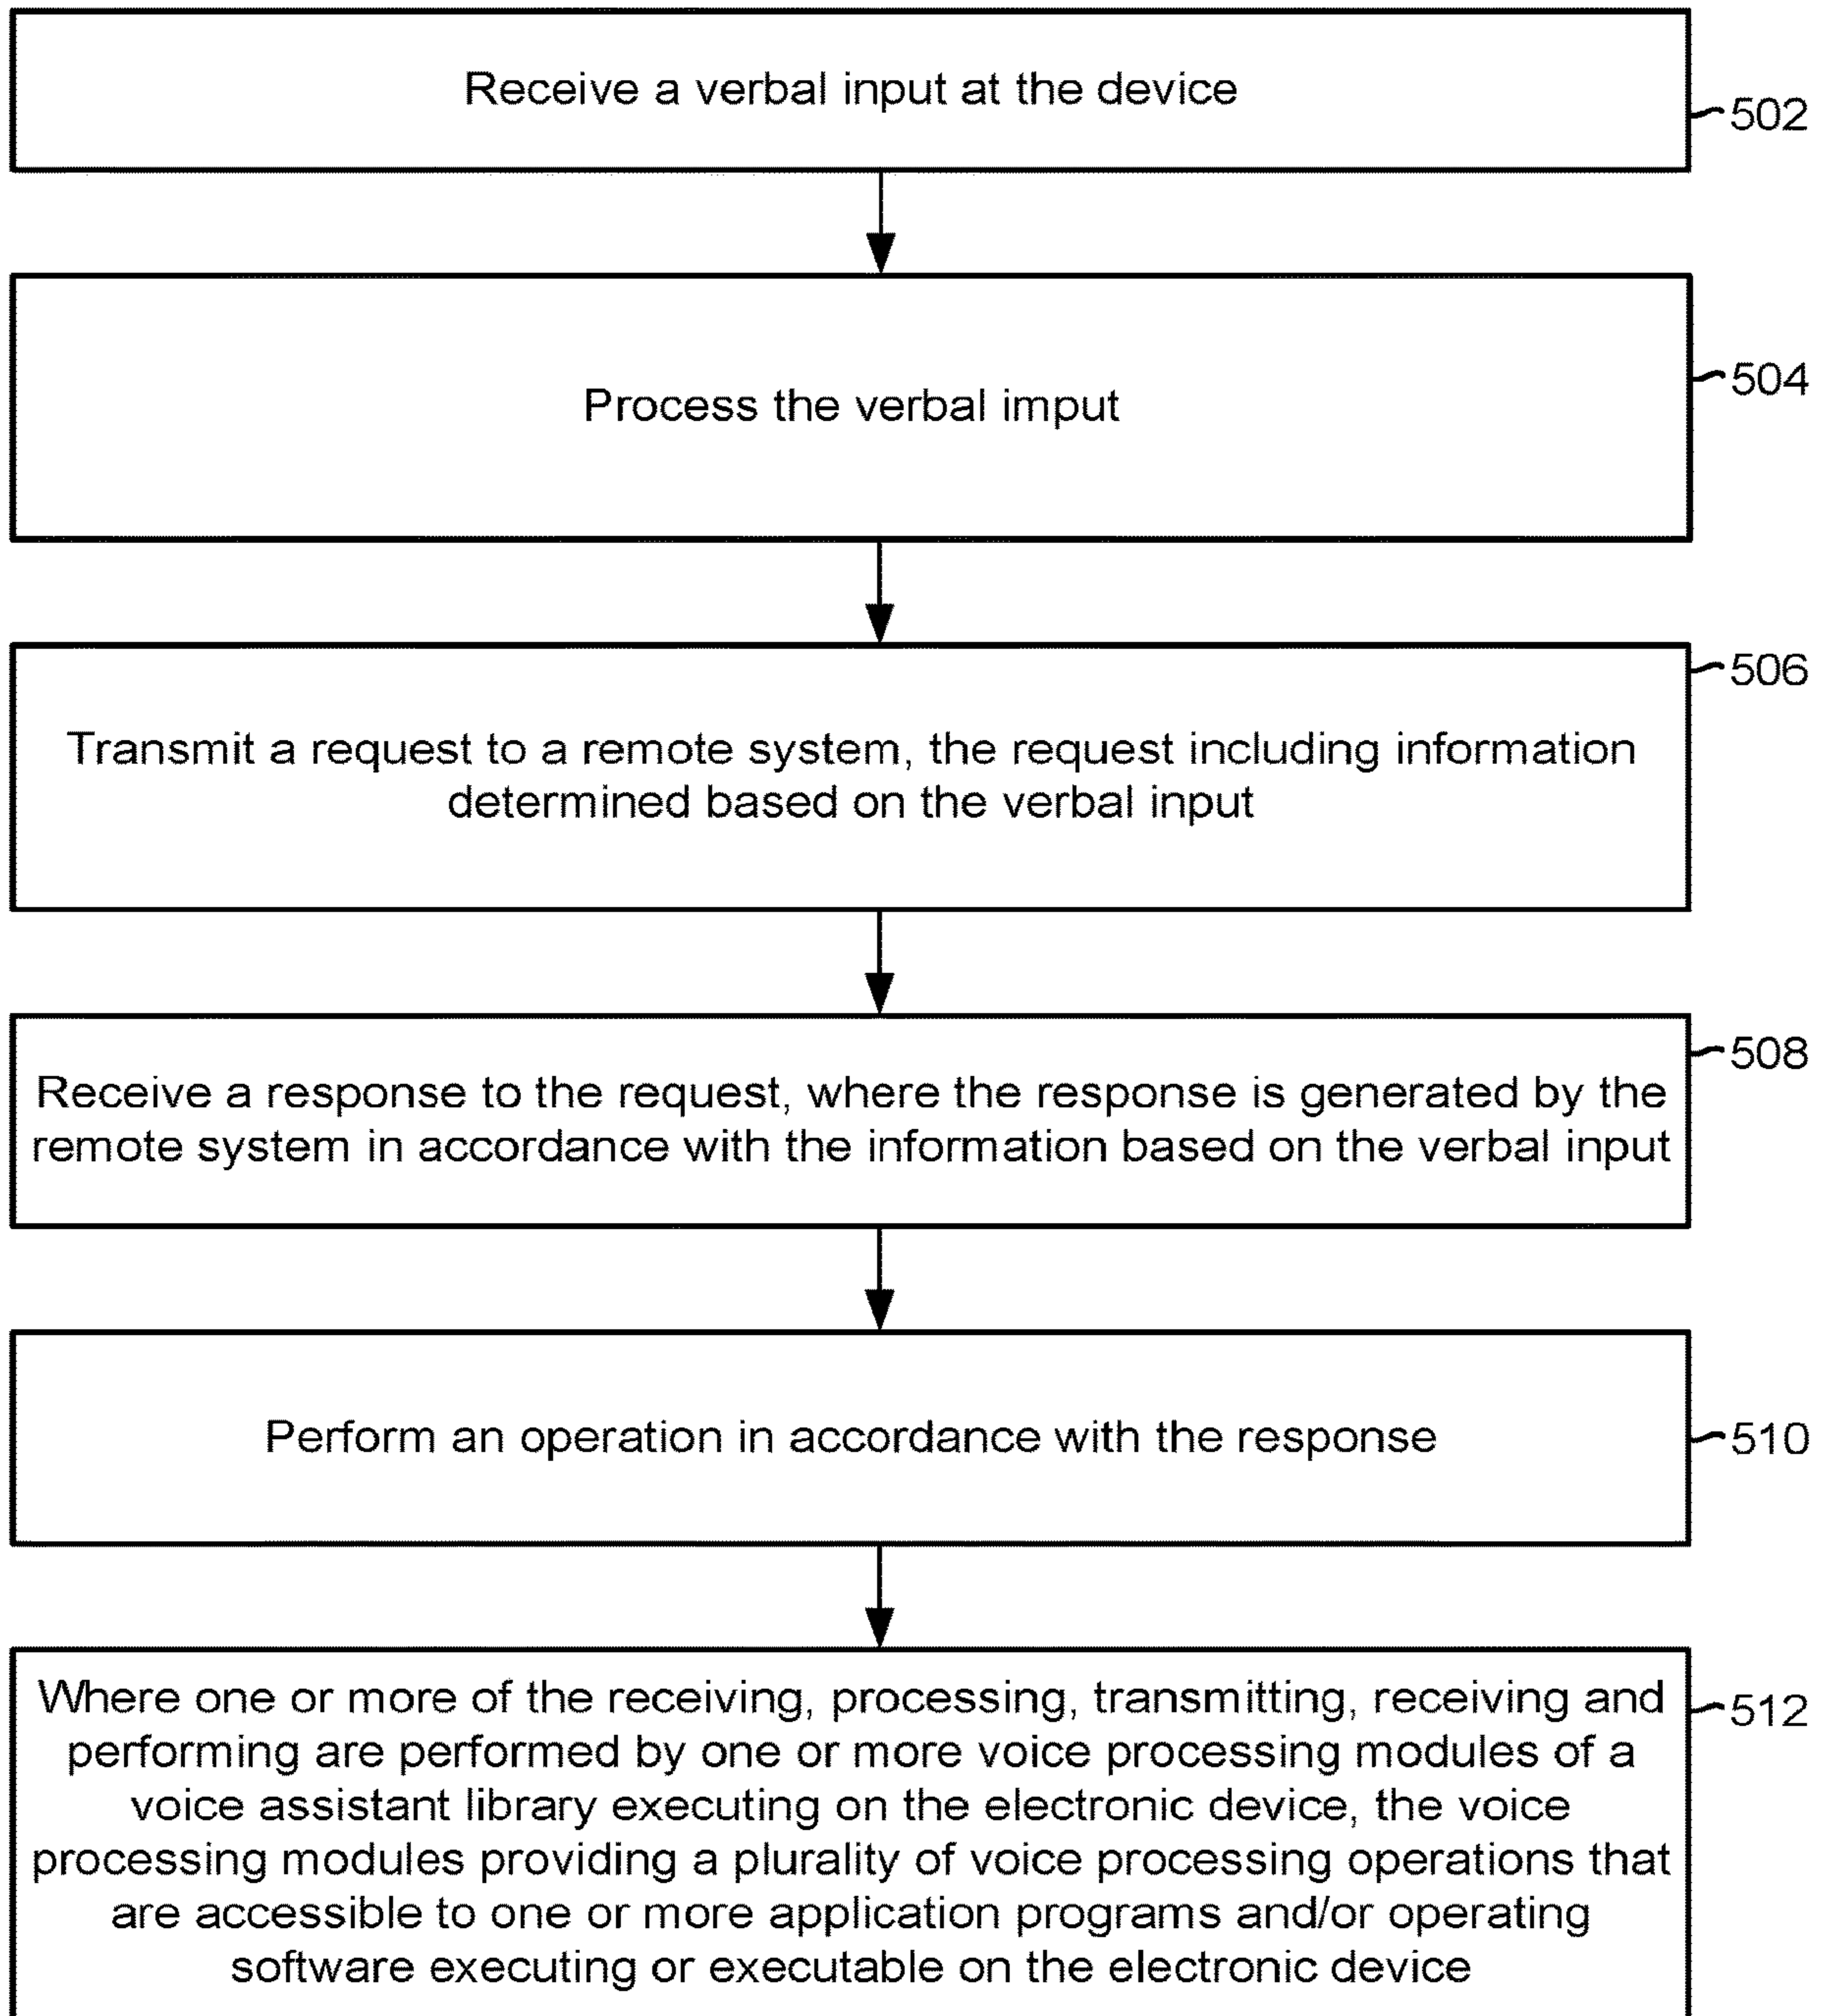 Receive a verbal input at the device
502
Process the verbal imput
504
506
Transmit a request to a remote system, the request including information
determined based on the verbal input
508
Receive a response to the request, where the response is generated by the
remote system in accordance with the information based on the verbal input
Perform an operation in accordance with the response
510
Where one or more of the receiving, processing, transmitting, receiving and
512
performing are performed by one or more voice processing modules of a
voice assistant library executing on the electronic device, the voice
processing modules providing a plurality of voice processing operations that
are accessible to one or more application programs and/or operating
software executing or executable on the electronic device